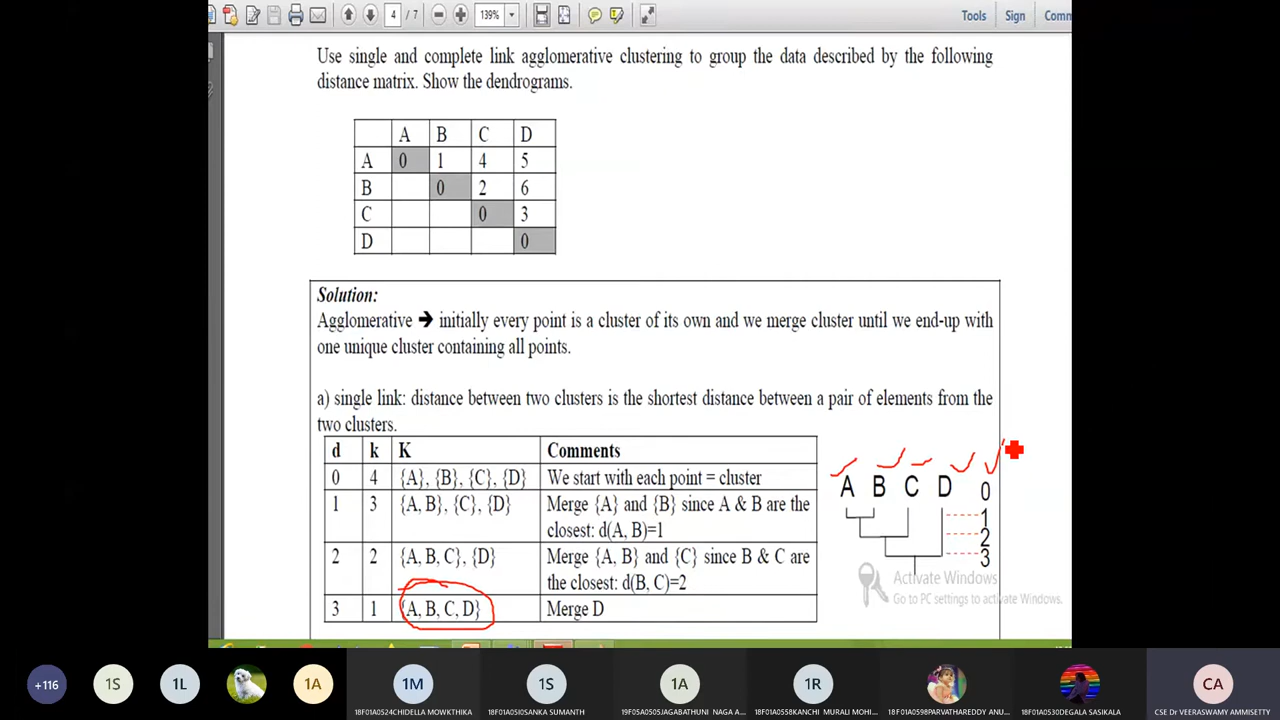 4 / 7
139%
Tools
Sign
Comm
Use single and complete link agglomerative clustering to group the data described by the following
distance matrix. Show the dendrograms.
A B C D
A 0 1 4 5
B 0 2 6
C 0 3
D 0
Solution:
Agglomerative ➔ initially every point is a cluster of its own and we merge cluster until we end-up with
one unique cluster containing all points.
a) single link: distance between two clusters is the shortest distance between a pair of elements from the
two clusters.
d k K Comments
0 4 {A}, {B}, {C}, {D} We start with each point = cluster
1 3 {A, B}, {C}, {D} Merge {A} and {B} since A & B are the
closest: d(A, B)=1
2 2 {A, B, C}, {D} Merge {A, B} and {C} since B & C are
the closest: d(B, C)=2
3 1 {A, B, C, D} Merge D
A B C D 0
1
2
3
Activate Windows
Go to PC settings to activate Windows.
+116
1S
1L
1A
1M
1S
1A
1R
CA
18F01A0524CHIDELLA MOWKTHIKA
18F01A05I0SANKA SUMANTH
19F05A0505JAGABATHUNI NAGA A...
18F01A0558KANCHI MURALI MOHI...
18F01A0598PARVATHAREDDY ANU...
18F01A0530DEGALA SASIKALA
CSE Dr VEERASWAMY AMMISETTY